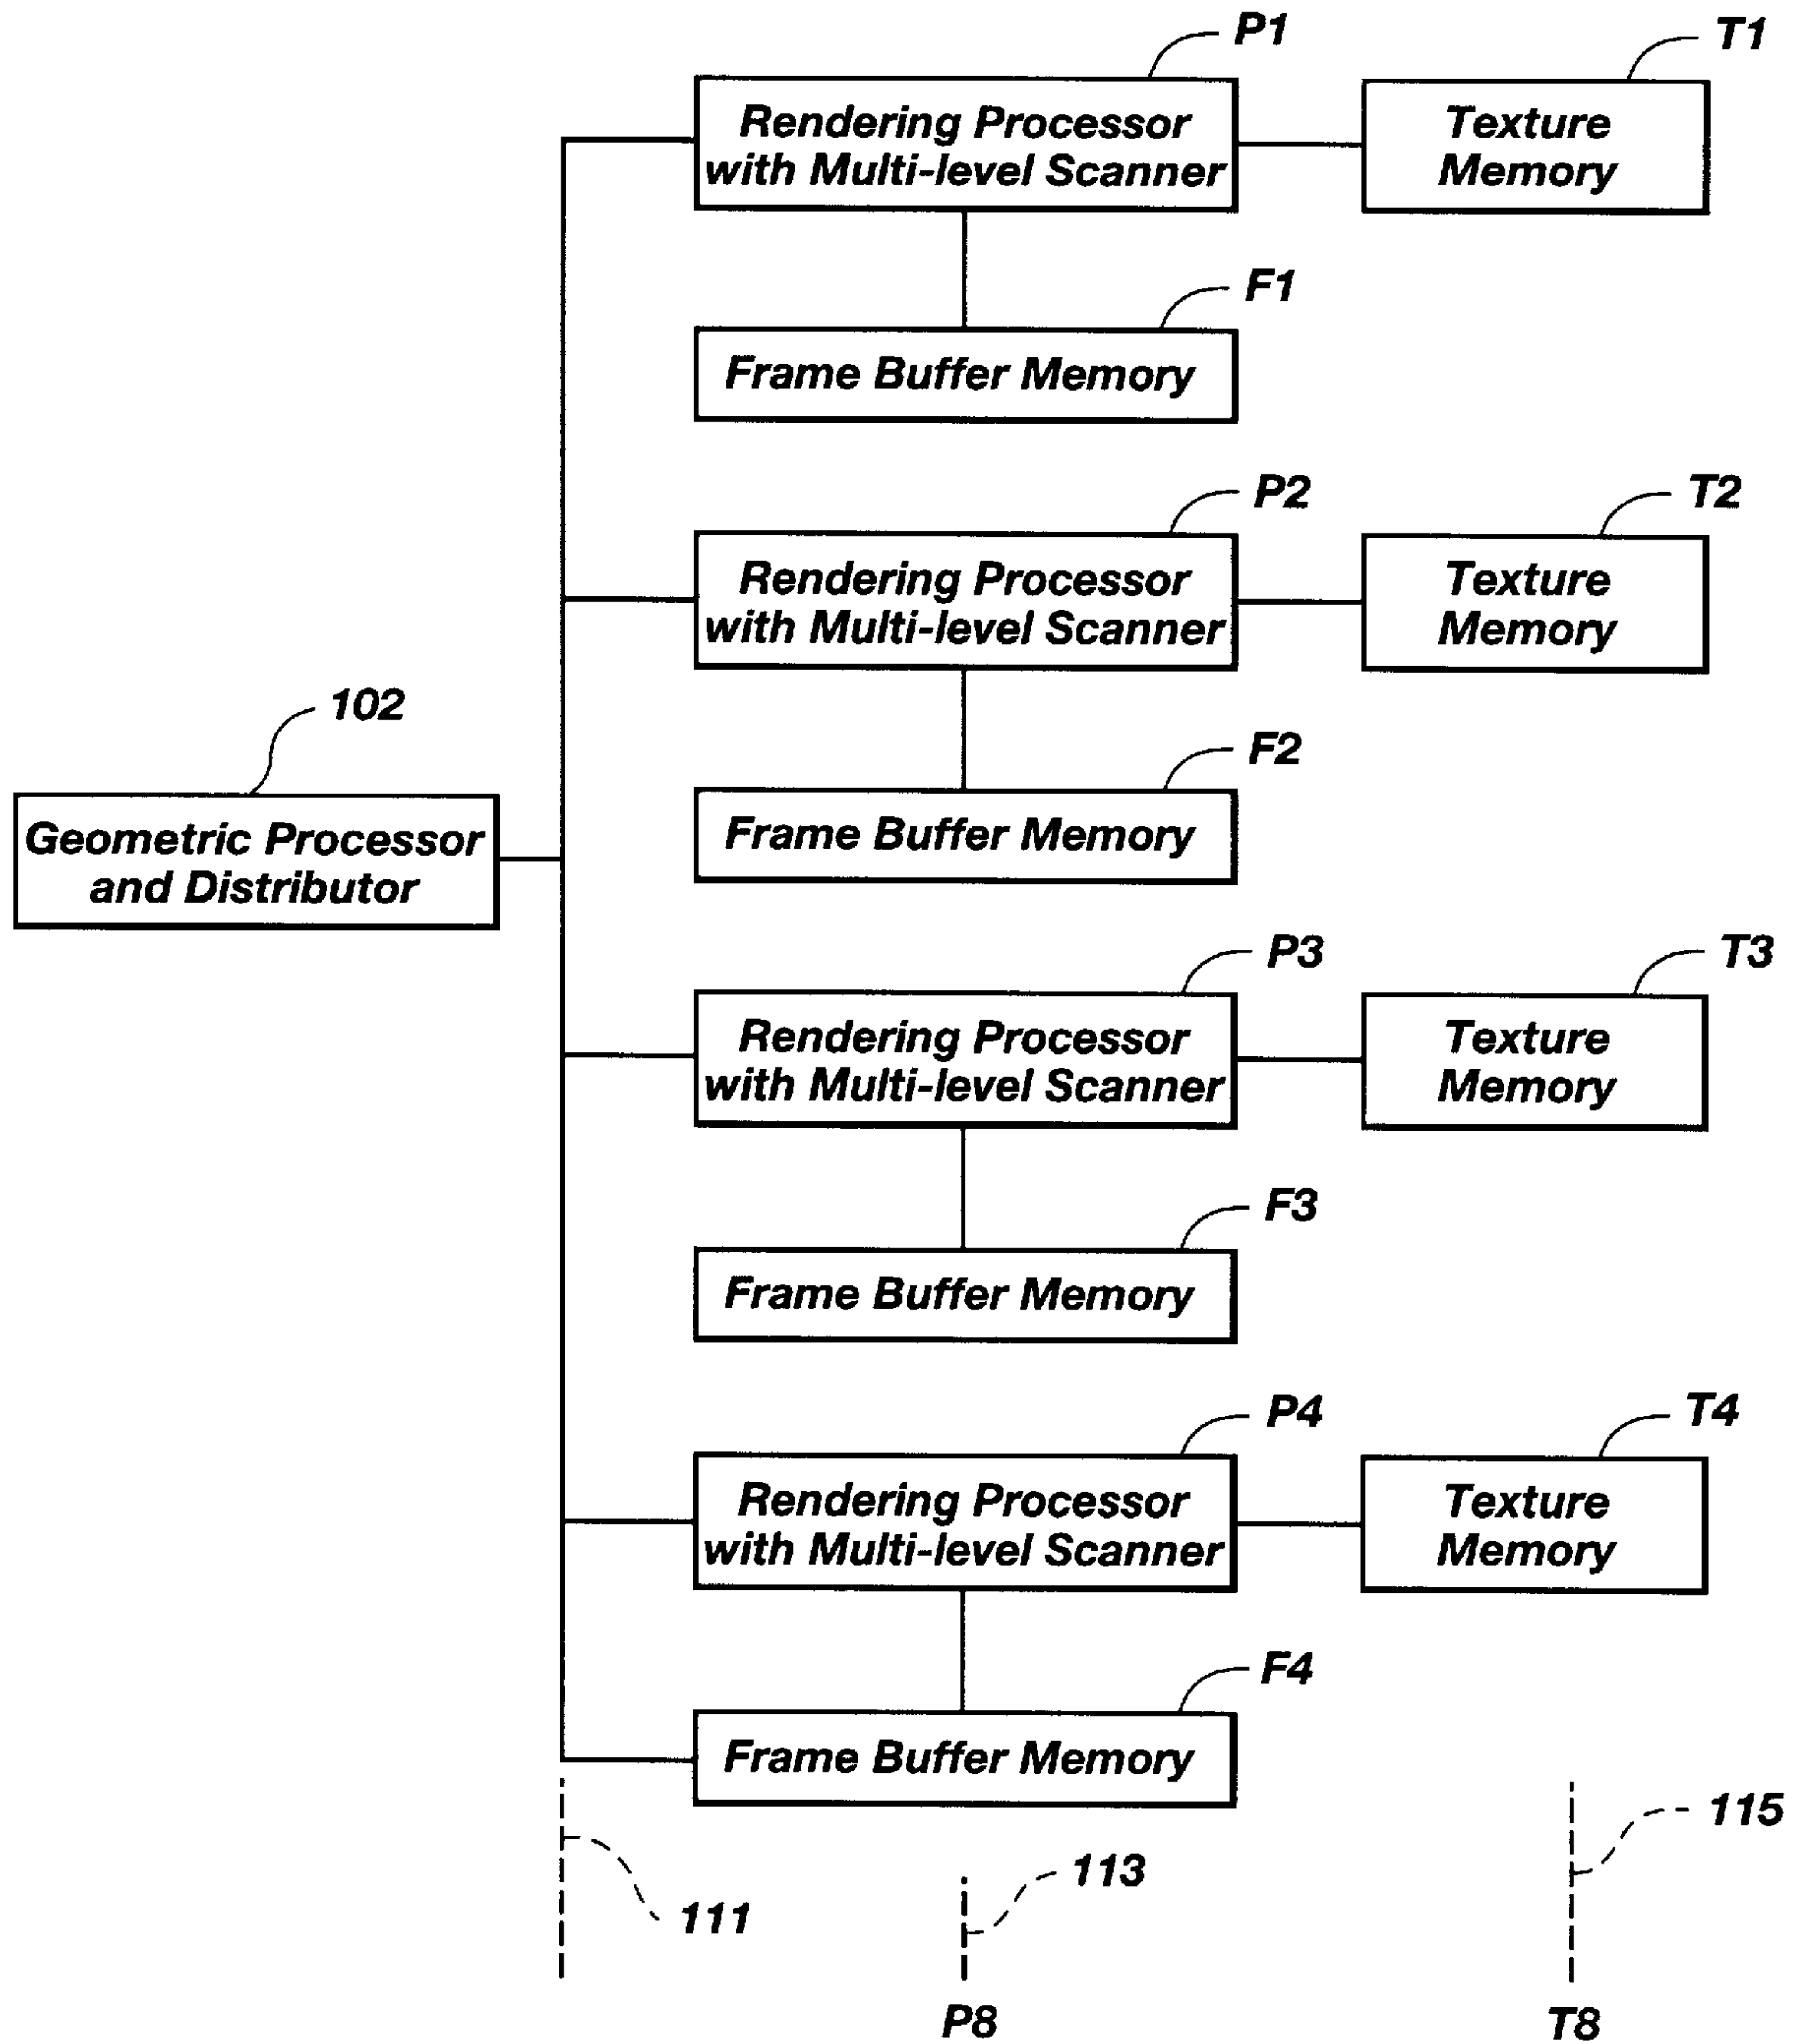 P1
T1
Rendering Processor
with Multi-level Scanner
Texture
Memory
F1
Frame Buffer Memory
P2
T2
Rendering Processor
with Multi-level Scanner
Texture
Memory
102
F2
Geometric Processor
and Distributor
Frame Buffer Memory
P3
T3
Rendering Processor
with Multi-level Scanner
Texture
Memory
F3
Frame Buffer Memory
P4
T4
Rendering Processor
with Multi-level Scanner
Texture
Memory
F4
Frame Buffer Memory
115
113
111
P8
T8